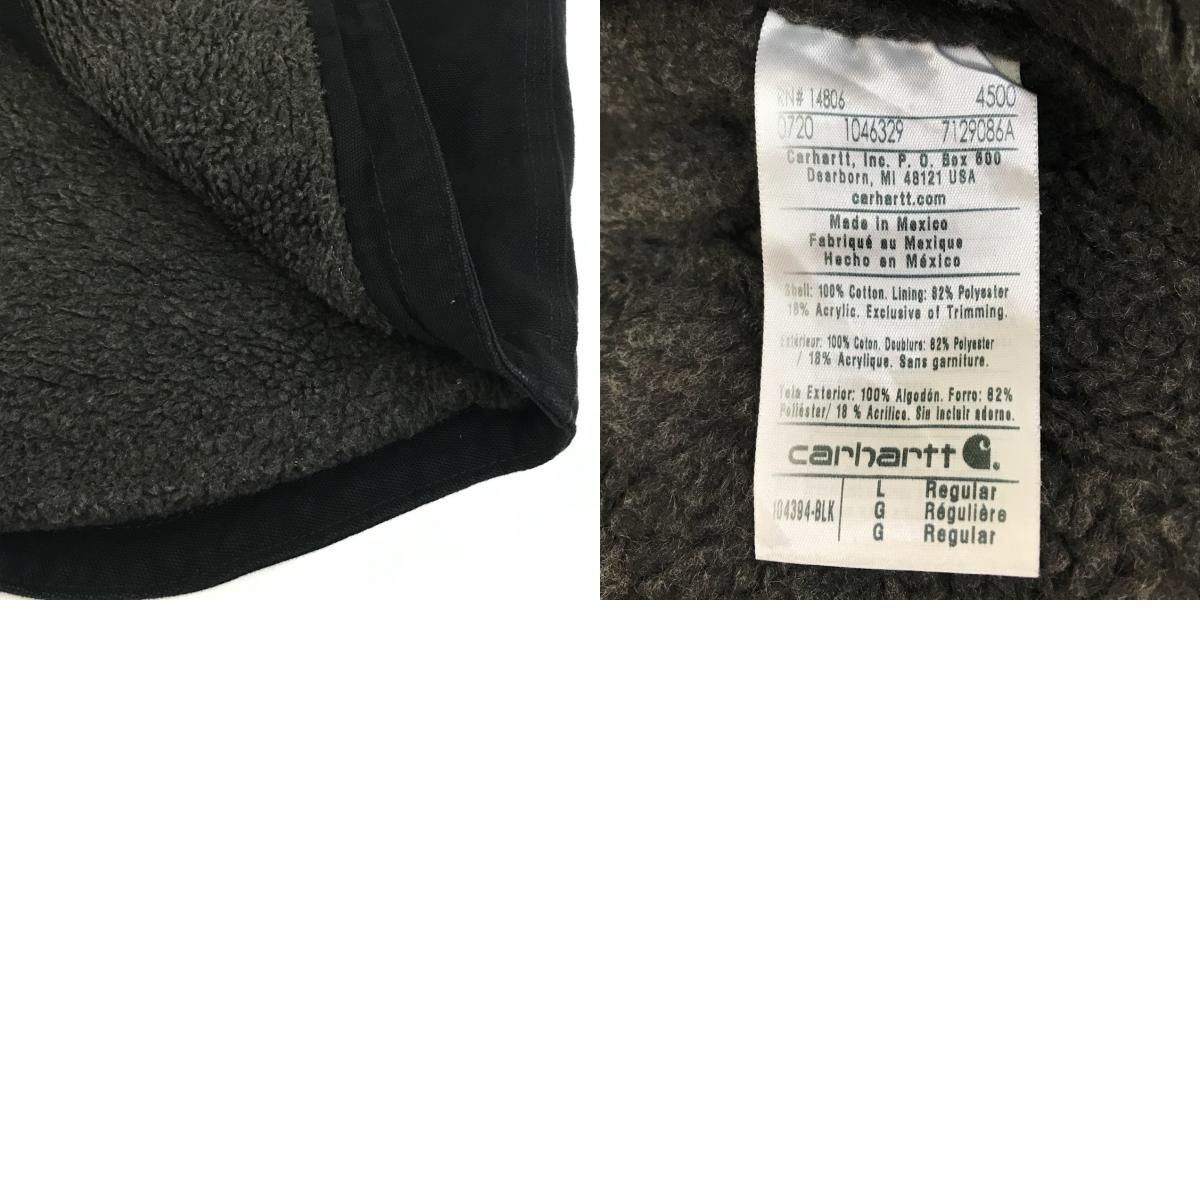 RN# 14806 4500
0720 1046329 7129086A
Carhartt, Inc. P. O. Box 600
Dearborn, MI 48121 USA
carhartt.com
Made in Mexico
Fabriqué au Mexique
Hecho en México
Shell: 100% Cotton. Lining: 82% Polyester
18% Acrylic. Exclusive of Trimming.
Extérieur: 100% Coton. Doublure: 82% Polyester
/ 18% Acrylique. Sans garniture.
Tela Exterior: 100% Algodón. Forro: 82%
Poliéster/ 18 % Acrílico. Sin incluir adorno.
carhartt
L Regular
104394-BLK G Régulière
G Regular